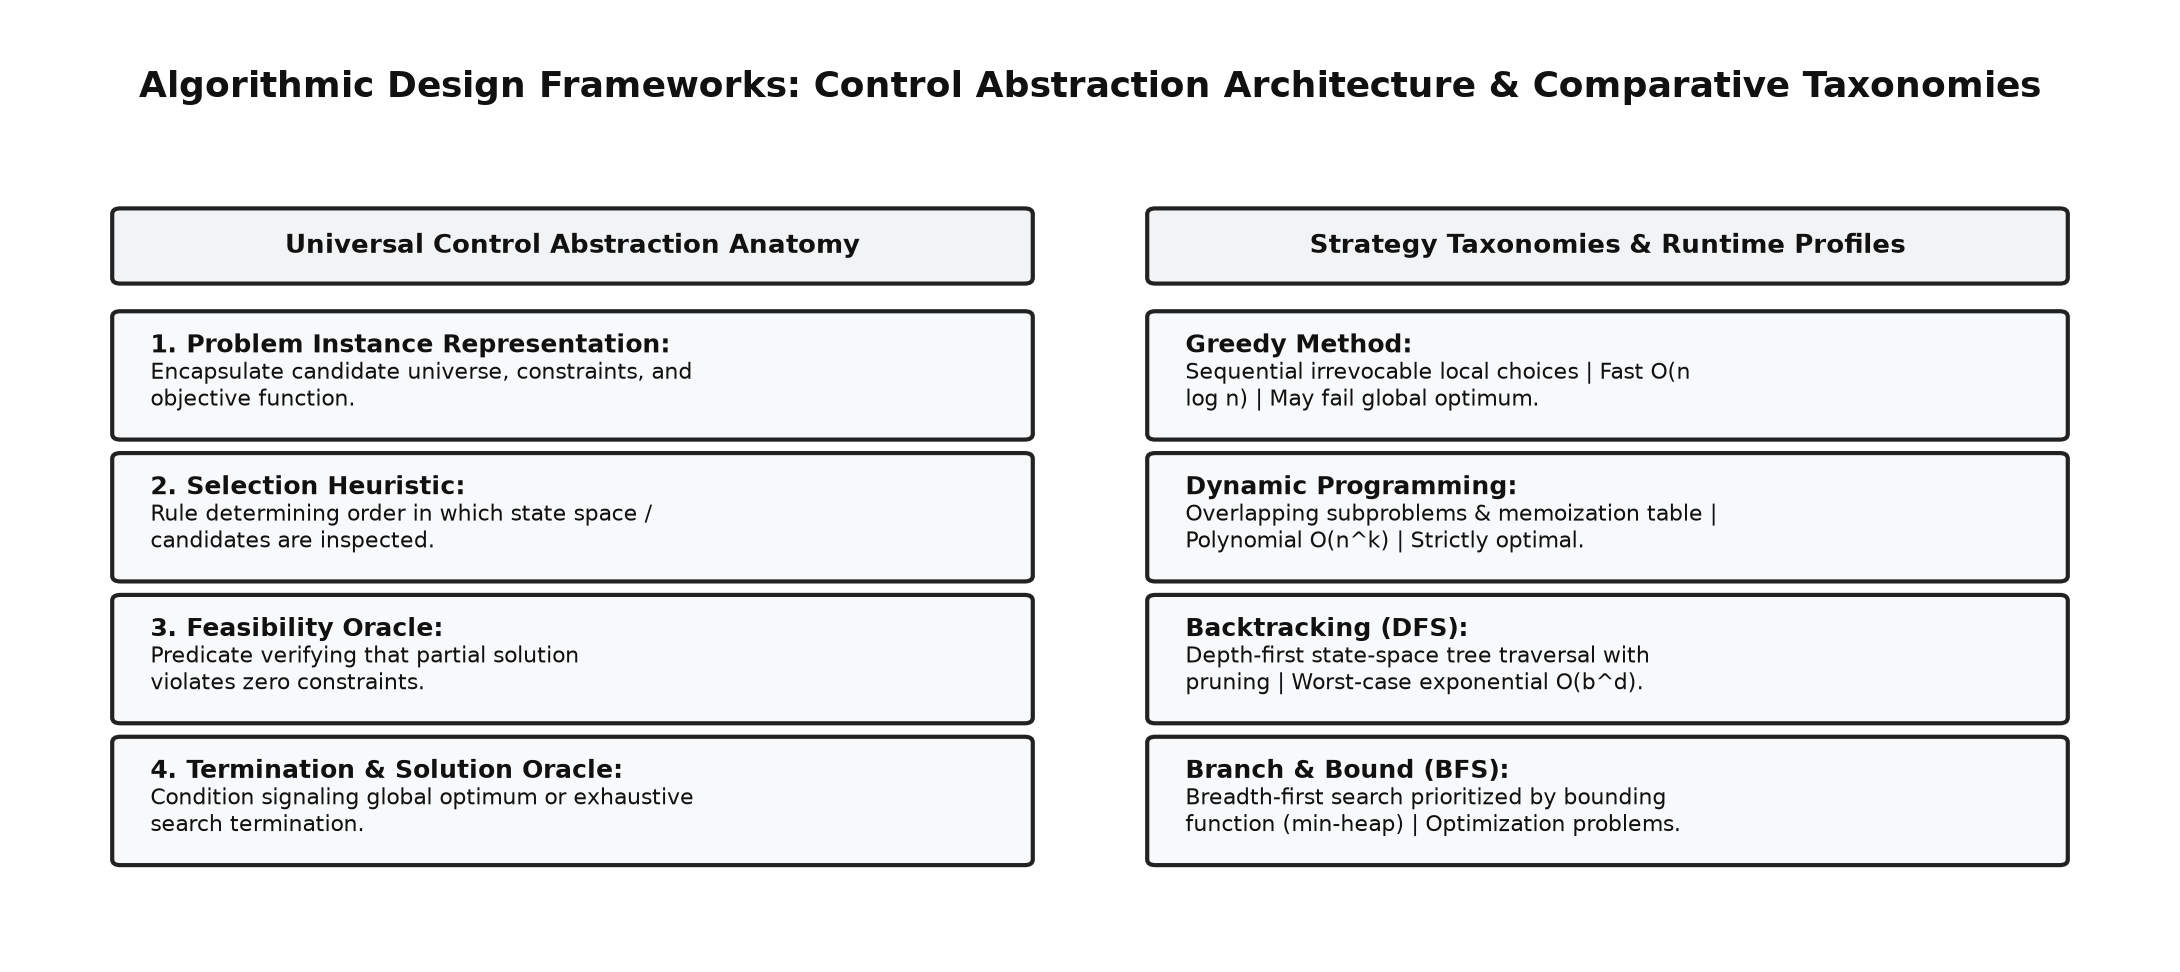 Algorithmic Design Frameworks: Control Abstraction Architecture & Comparative Taxonomies
Universal Control Abstraction Anatomy
1. Problem Instance Representation:
Encapsulate candidate universe, constraints, and
objective function.
2. Selection Heuristic:
Rule determining order in which state space /
candidates are inspected.
3. Feasibility Oracle:
Predicate verifying that partial solution
violates zero constraints.
4. Termination & Solution Oracle:
Condition signaling global optimum or exhaustive
search termination.
Strategy Taxonomies & Runtime Profiles
Greedy Method:
Sequential irrevocable local choices | Fast O(n
log n) | May fail global optimum.
Dynamic Programming:
Overlapping subproblems & memoization table |
Polynomial O(n^k) | Strictly optimal.
Backtracking (DFS):
Depth-first state-space tree traversal with
pruning | Worst-case exponential O(b^d).
Branch & Bound (BFS):
Breadth-first search prioritized by bounding
function (min-heap) | Optimization problems.